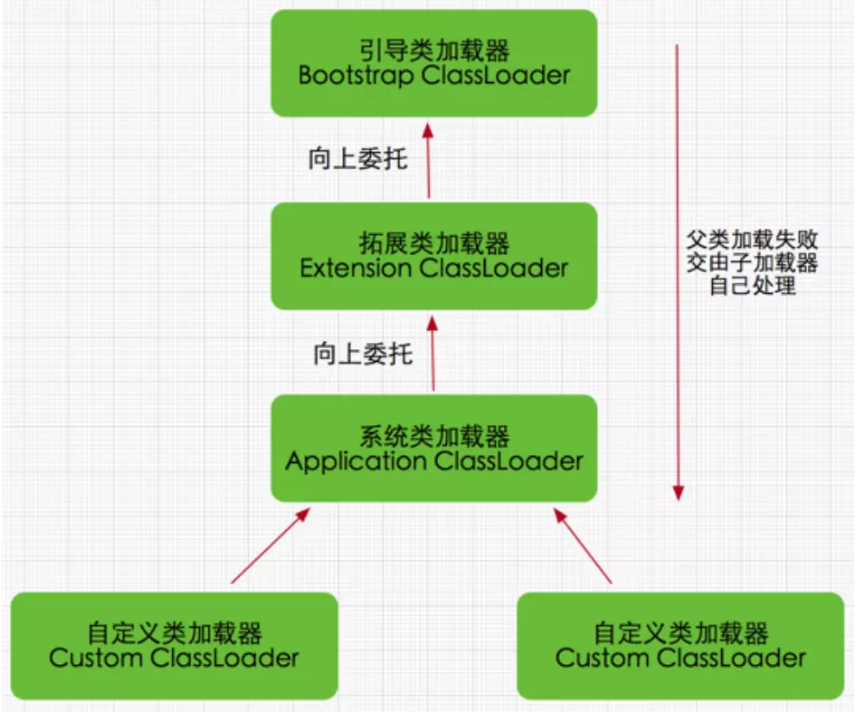 引导类加载器
Bootstrap ClassLoader
向上委托
拓展类加载器
Extension ClassLoader
父类加载失败
交由子加载器
自己处理
向上委托
系统类加载器
Application ClassLoader
自定义类加载器
Custom ClassLoader
自定义类加载器
Custom ClassLoader